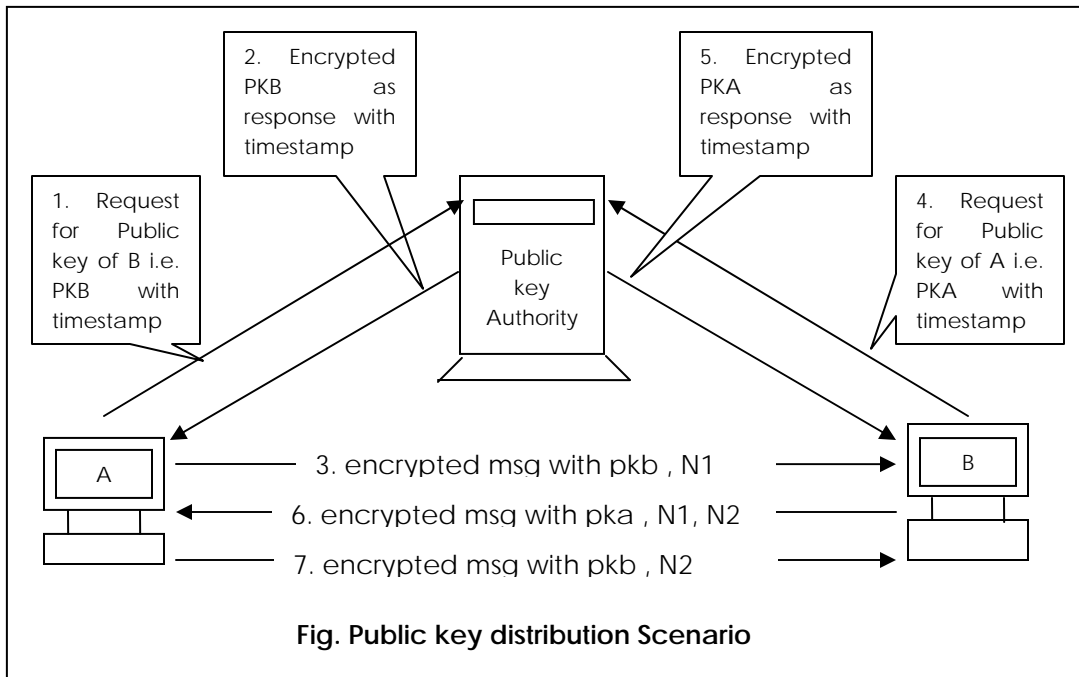 2. Encrypted
PKB as
response with
timestamp
5. Encrypted
PKA as
response with
timestamp
1. Request
for Public
key of B i.e.
PKB with
timestamp
Public
key
Authority
4. Request
for Public
key of A i.e.
PKA with
timestamp
A
B
3. encrypted msg with pkb , N1
6. encrypted msg with pka , N1, N2
7. encrypted msg with pkb , N2
Fig. Public key distribution Scenario